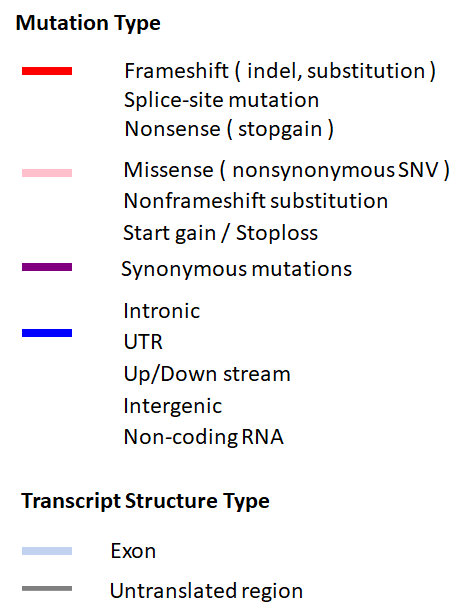 Mutation Type
Frameshift ( indel, substitution )
Splice-site mutation
Nonsense ( stopgain )
Missense ( nonsynonymous SNV )
Nonframeshift substitution
Start gain / Stoploss
Synonymous mutations
Intronic
UTR
Up/Down stream
Intergenic
Non-coding RNA
Transcript Structure Type
Exon
Untranslated region